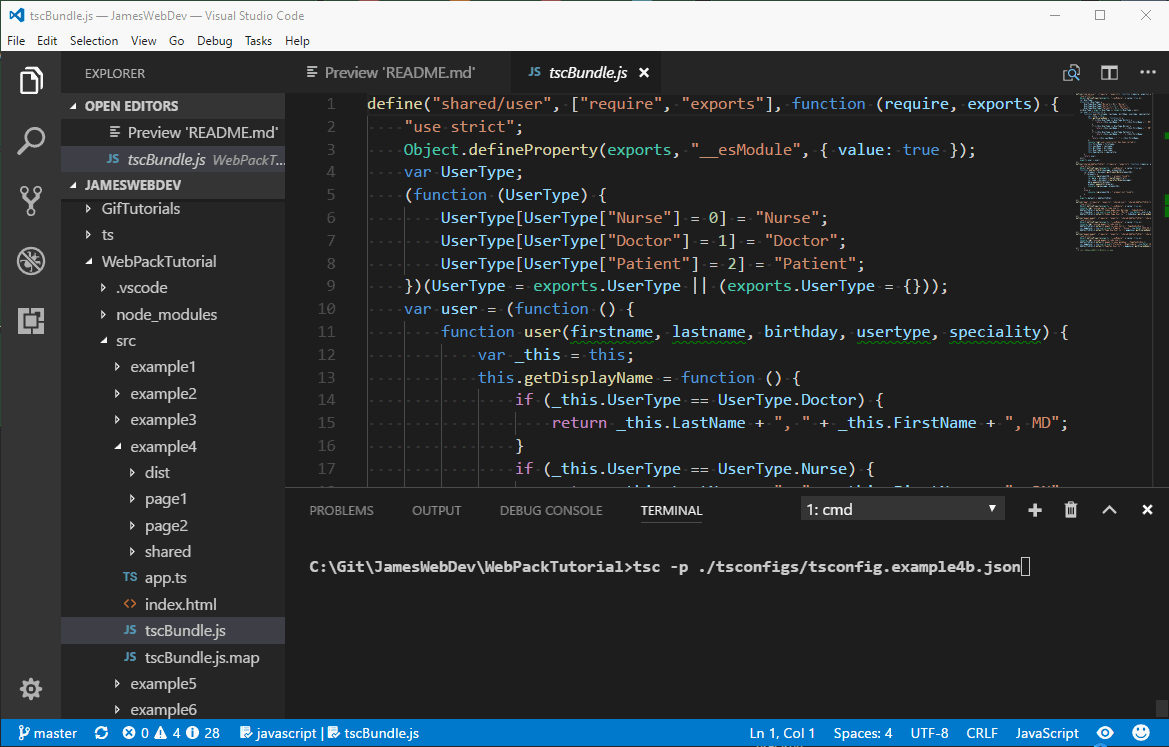 tscBundle.js — JamesWebDev — Visual Studio Code
File Edit Selection View Go Debug Tasks Help
EXPLORER
OPEN EDITORS
Preview 'README.md'
JS tscBundle.js WebPackT...
JAMESWEBDEV
GifTutorials
ts
WebPackTutorial
.vscode
node_modules
src
example1
example2
example3
example4
dist
page1
page2
shared
TS app.ts
<> index.html
JS tscBundle.js
JS tscBundle.js.map
example5
example6
Preview 'README.md' JS tscBundle.js
1 define("shared/user", ["require", "exports"], function (require, exports) {
2 "use strict";
3 Object.defineProperty(exports, "__esModule", { value: true });
4 var UserType;
5 (function (UserType) {
6 UserType[UserType["Nurse"] = 0] = "Nurse";
7 UserType[UserType["Doctor"] = 1] = "Doctor";
8 UserType[UserType["Patient"] = 2] = "Patient";
9 })(UserType = exports.UserType || (exports.UserType = {}));
10 var user = (function () {
11 function user(firstname, lastname, birthday, usertype, speciality) {
12 var _this = this;
13 this.getDisplayName = function () {
14 if (_this.UserType == UserType.Doctor) {
15 return _this.LastName + ", " + _this.FirstName + ", MD";
16 }
17 if (_this.UserType == UserType.Nurse) {
PROBLEMS OUTPUT DEBUG CONSOLE TERMINAL 1: cmd
C:\Git\JamesWebDev\WebPackTutorial>tsc -p ./tsconfigs/tsconfig.example4b.json
master 0 4 28 javascript | tscBundle.js Ln 1, Col 1 Spaces: 4 UTF-8 CRLF JavaScript